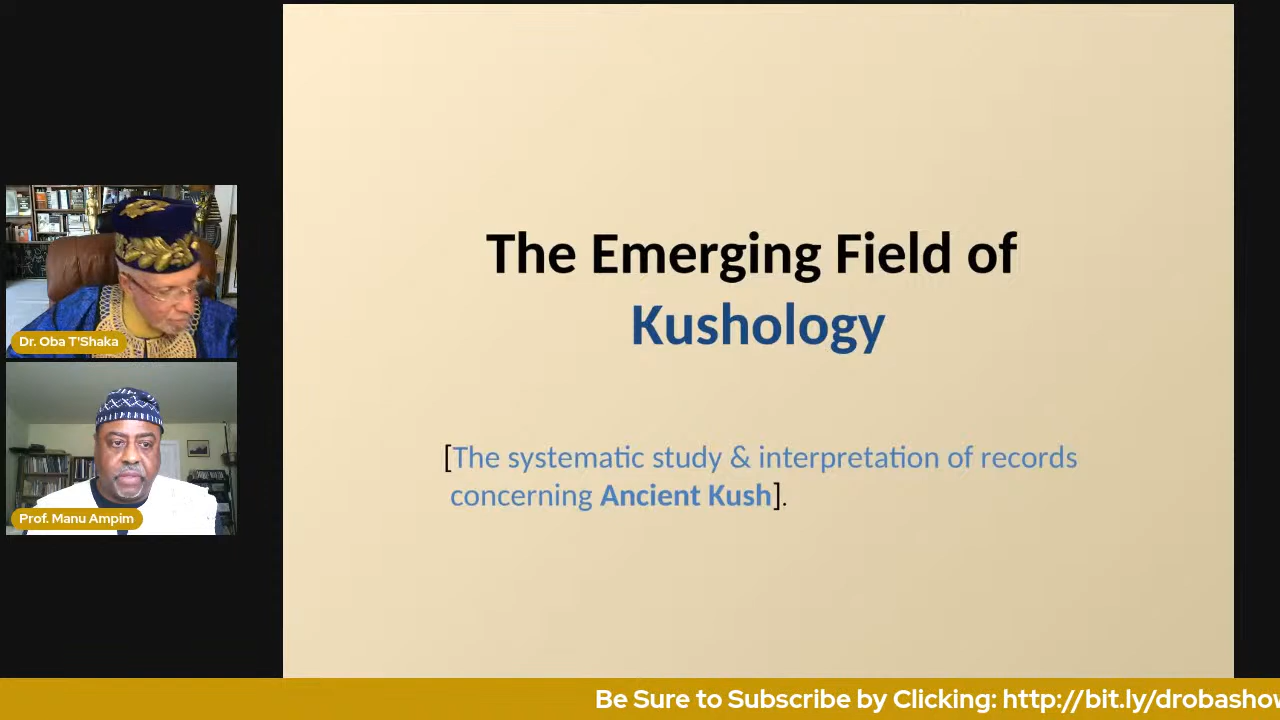 The Emerging Field of
Kushology
[The systematic study & interpretation of records
concerning Ancient Kush].
Dr. Oba T'Shaka
Prof. Manu Ampim
Be Sure to Subscribe by Clicking: http://bit.ly/drobashow